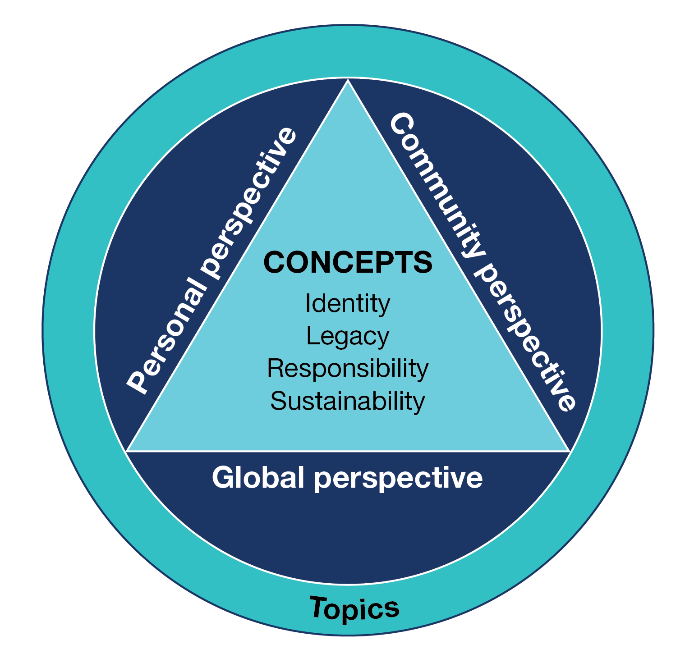 Personal perspective
Community perspective
CONCEPTS
Identity
Legacy
Responsibility
Sustainability
Global perspective
Topics